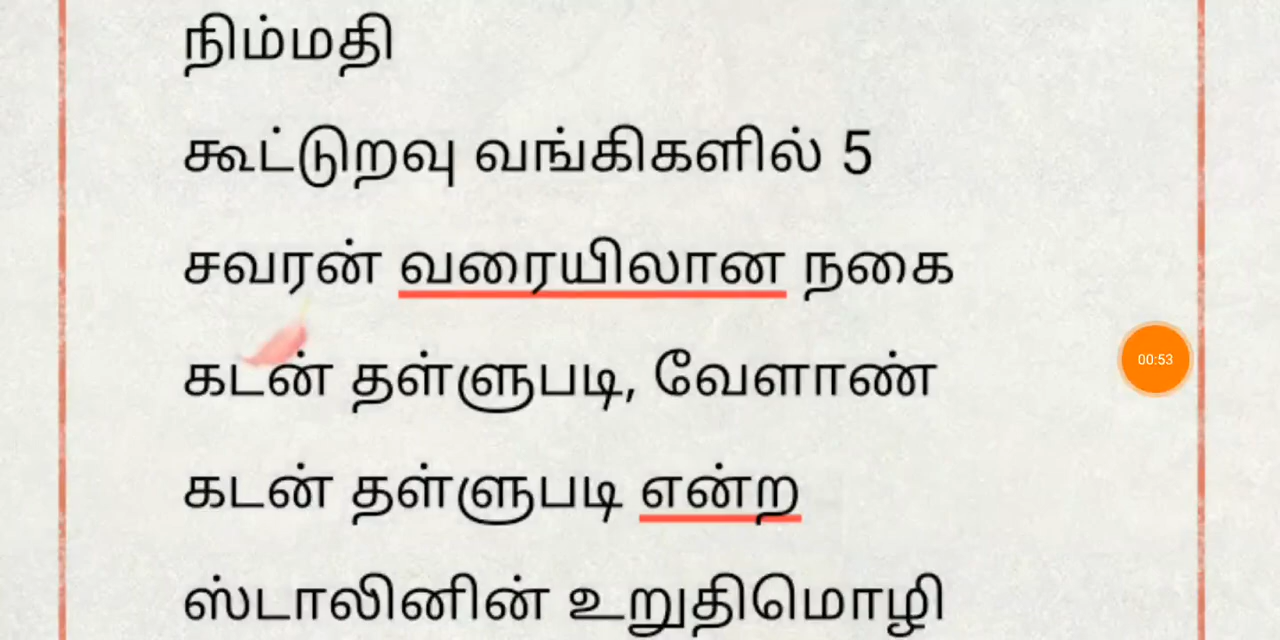 நிம்மதி
கூட்டுறவு வங்கிகளில் 5
சவரன் வரையிலான நகை
கடன் தள்ளுபடி, வேளாண்
கடன் தள்ளுபடி என்ற
ஸ்டாலினின் உறுதிமொழி
00:53